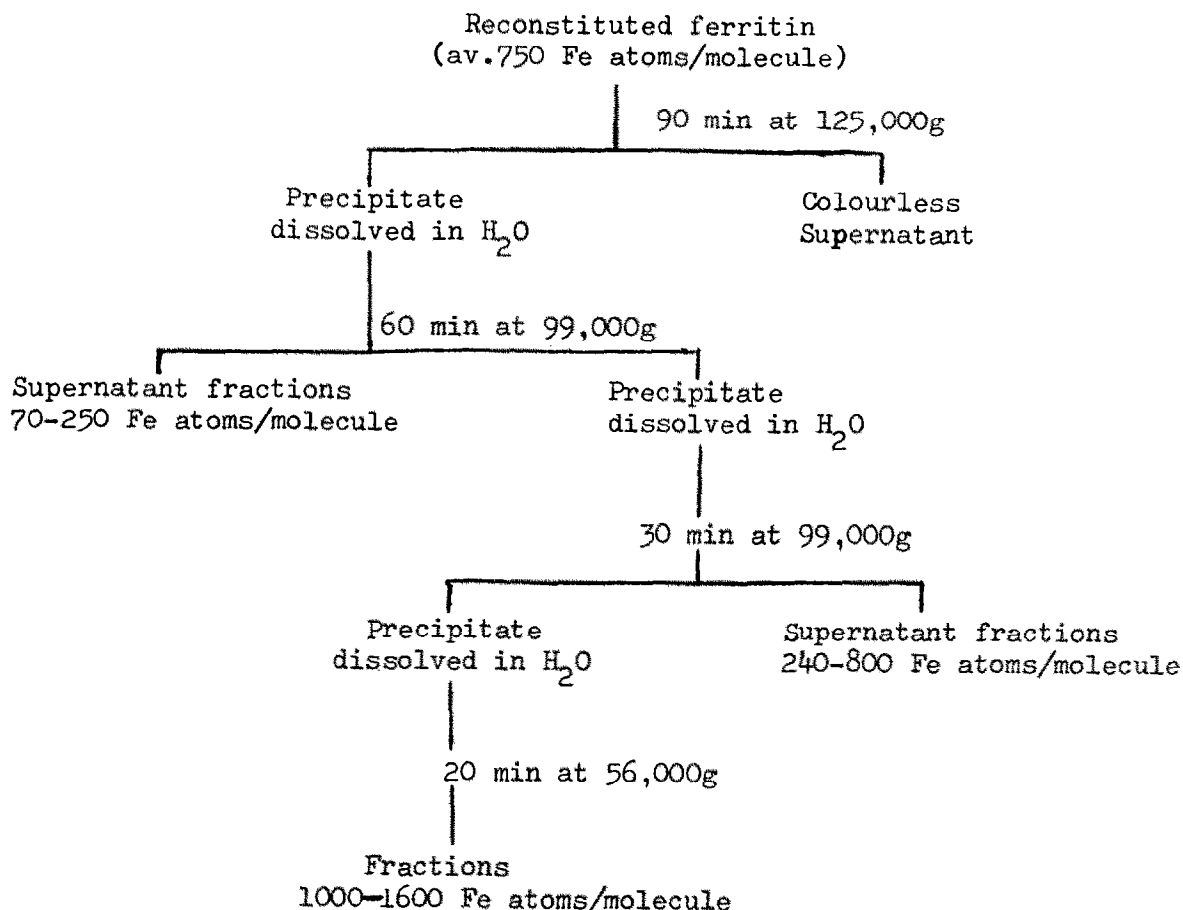 Reconstituted ferritin
(av.750 Fe atoms/molecule)
90 min at 125,000g
Precipitate
dissolved in H₂O
Colourless
Supernatant
60 min at 99,000g
Supernatant fractions
70-250 Fe atoms/molecule
Precipitate
dissolved in H₂O
30 min at 99,000g
Precipitate
dissolved in H₂O
Supernatant fractions
240-800 Fe atoms/molecule
20 min at 56,000g
Fractions
1000-1600 Fe atoms/molecule